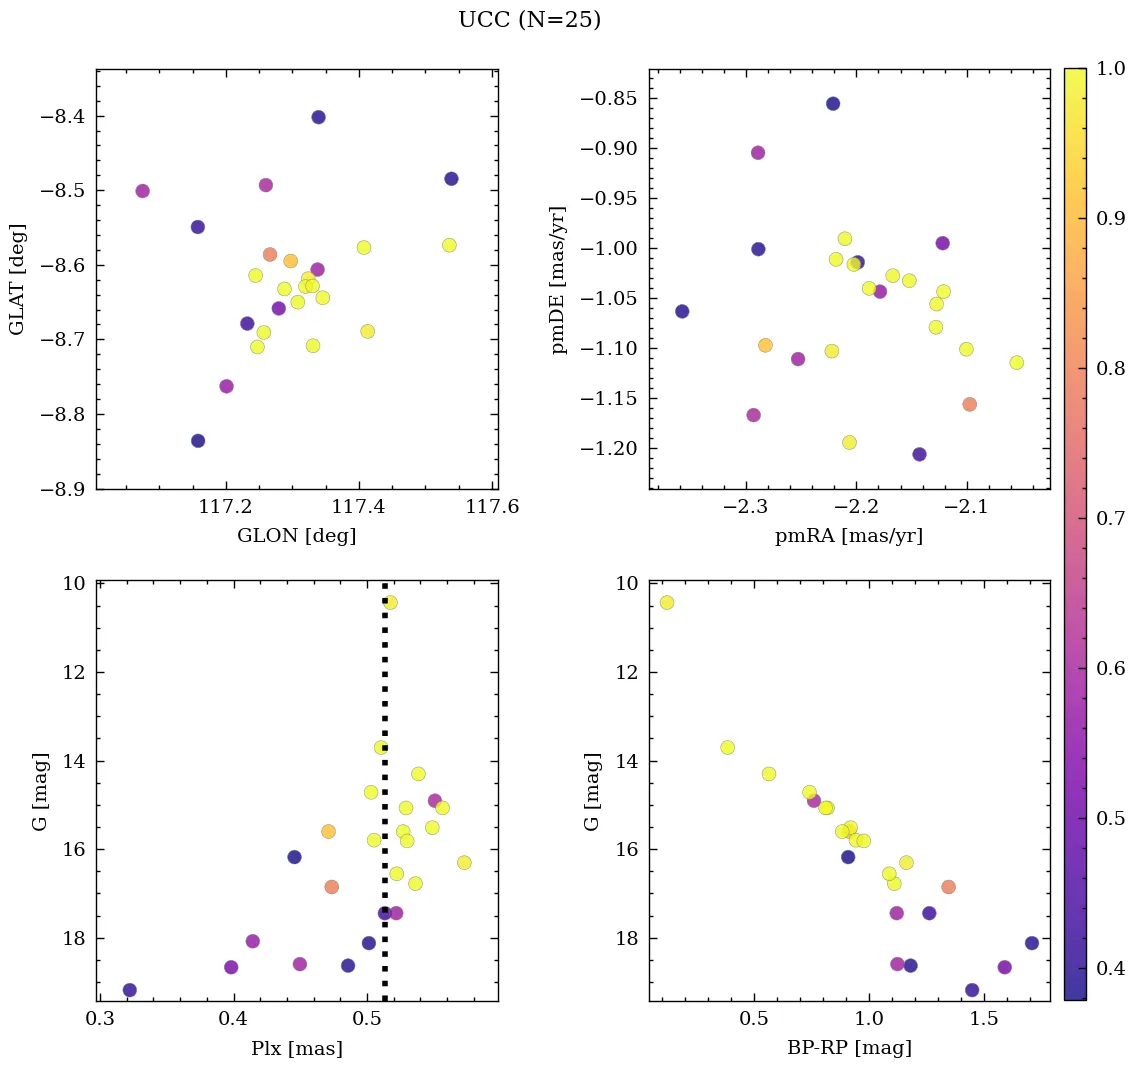 UCC (N=25)
−8.4
−8.5
−8.6
−8.7
−8.8
−8.9
GLAT [deg]
117.2 117.4 117.6
GLON [deg]
−0.85
−0.90
−0.95
−1.00
−1.05
−1.10
−1.15
−1.20
pmDE [mas/yr]
−2.3 −2.2 −2.1
pmRA [mas/yr]
1.0
0.9
0.8
0.7
0.6
0.5
0.4
10
12
14
16
18
G [mag]
0.3 0.4 0.5
Plx [mas]
10
12
14
16
18
G [mag]
0.5 1.0 1.5
BP-RP [mag]